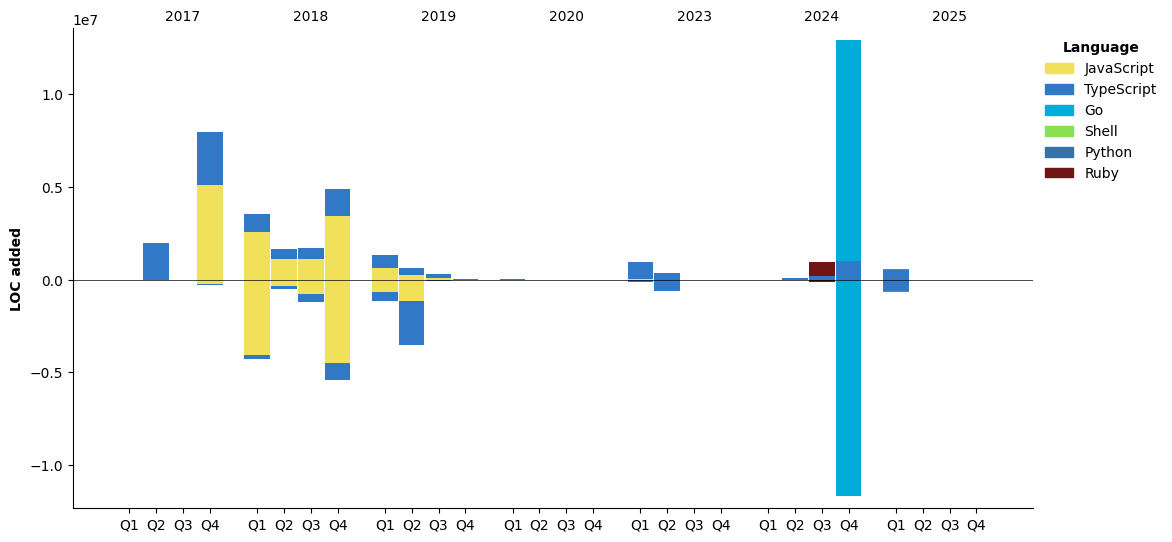 1e7
2017 2018 2019 2020 2023 2024 2025
Language
JavaScript
TypeScript
Go
Shell
Python
Ruby
LOC added
1.0
0.5
0.0
−0.5
−1.0
Q1 Q2 Q3 Q4 Q1 Q2 Q3 Q4 Q1 Q2 Q3 Q4 Q1 Q2 Q3 Q4 Q1 Q2 Q3 Q4 Q1 Q2 Q3 Q4 Q1 Q2 Q3 Q4